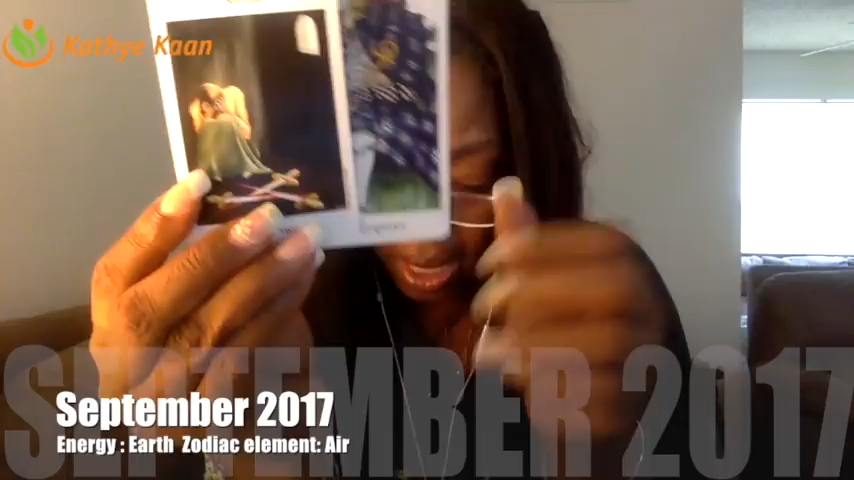 Kathye Kaan
SEPTEMBER 2017
September 2017
Energy : Earth Zodiac element: Air